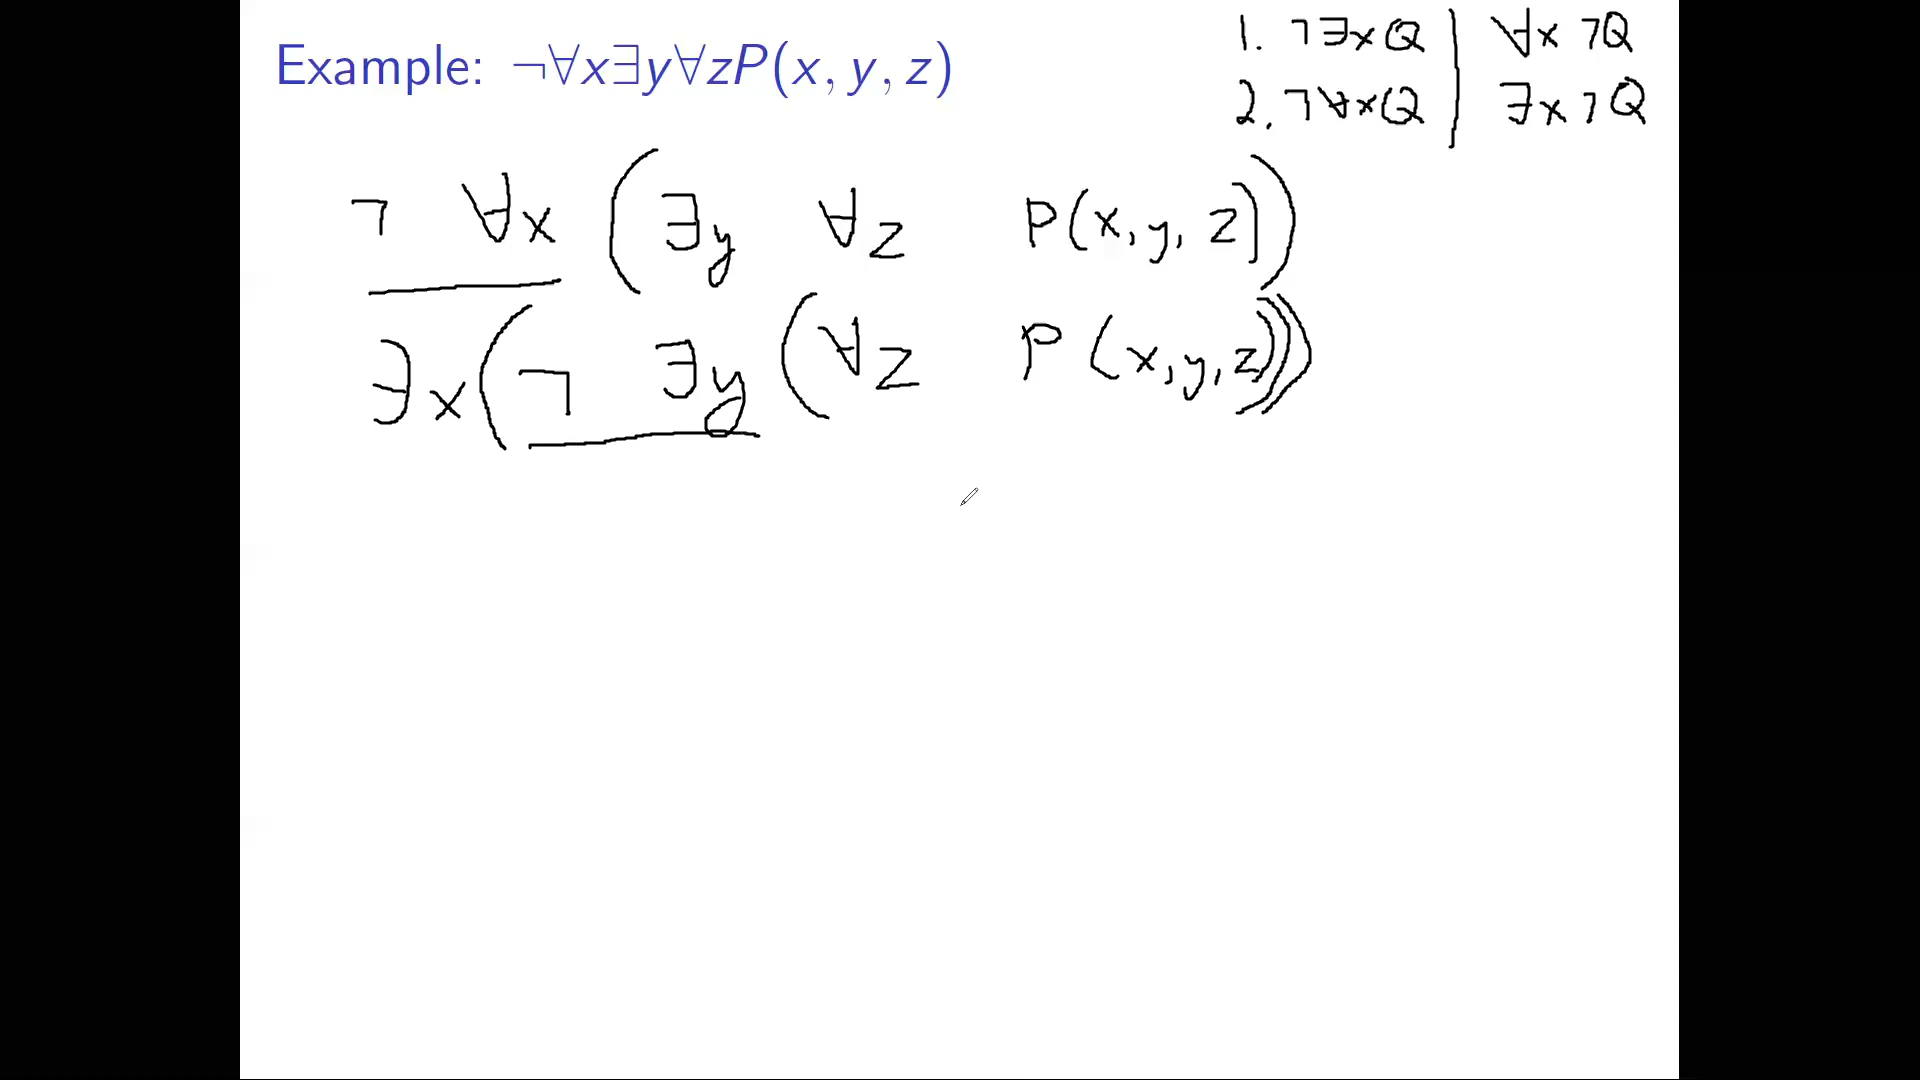 Example: ¬∀x∃y∀zP(x, y, z)
1. ¬∃xQ | ∀x ¬Q
2. ¬∀xQ | ∃x ¬Q
¬ ∀x (∃y ∀z P(x, y, z))
∃x(¬ ∃y (∀z P(x, y, z)))